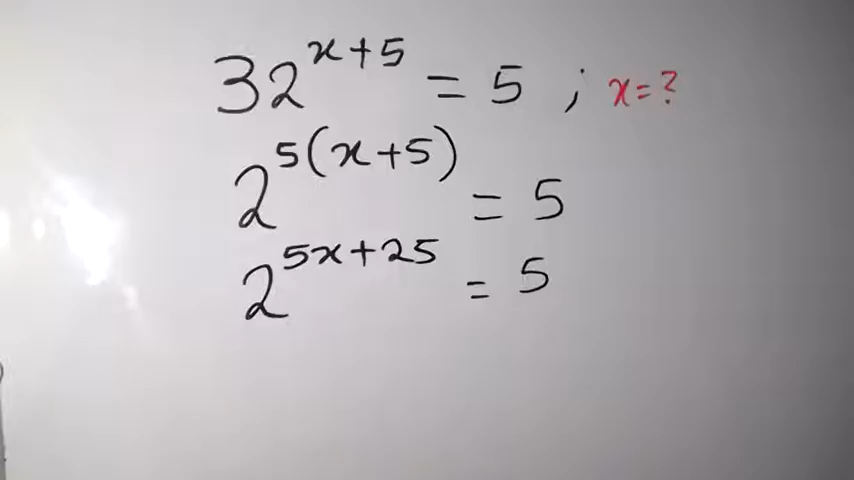 32^{x+5} = 5 ; x=?
2^{5(x+5)} = 5
2^{5x+25} = 5